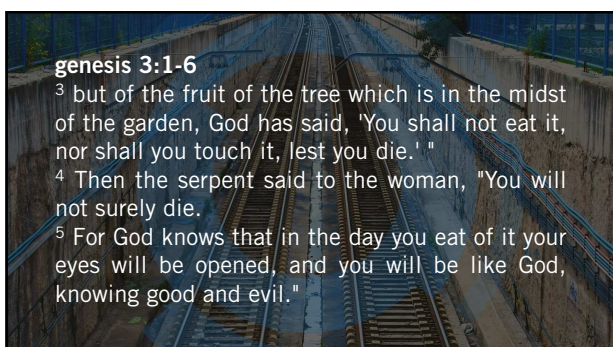 genesis 3:1-6
³ but of the fruit of the tree which is in the midst
of the garden, God has said, 'You shall not eat it,
nor shall you touch it, lest you die.' "
⁴ Then the serpent said to the woman, "You will
not surely die.
⁵ For God knows that in the day you eat of it your
eyes will be opened, and you will be like God,
knowing good and evil."